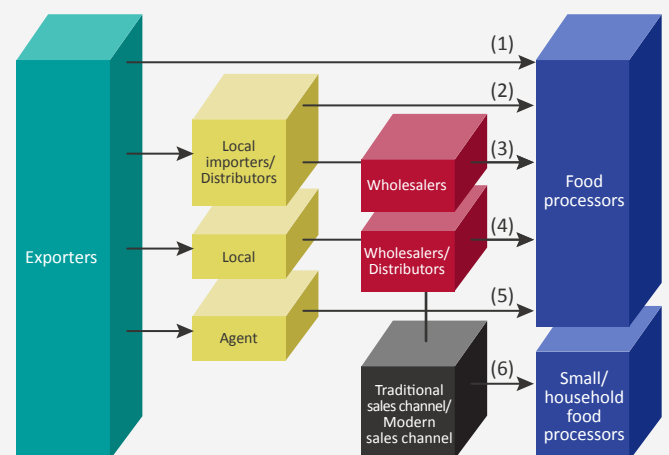 (1)
(2)
Local
importers/
Distributors
(3)
Wholesalers
Food
processors
Exporters
Local
Wholesalers/
Distributors
(4)
Agent
(5)
Traditional
sales channel/
Modern
sales channel
(6)
Small/
household
food
processors